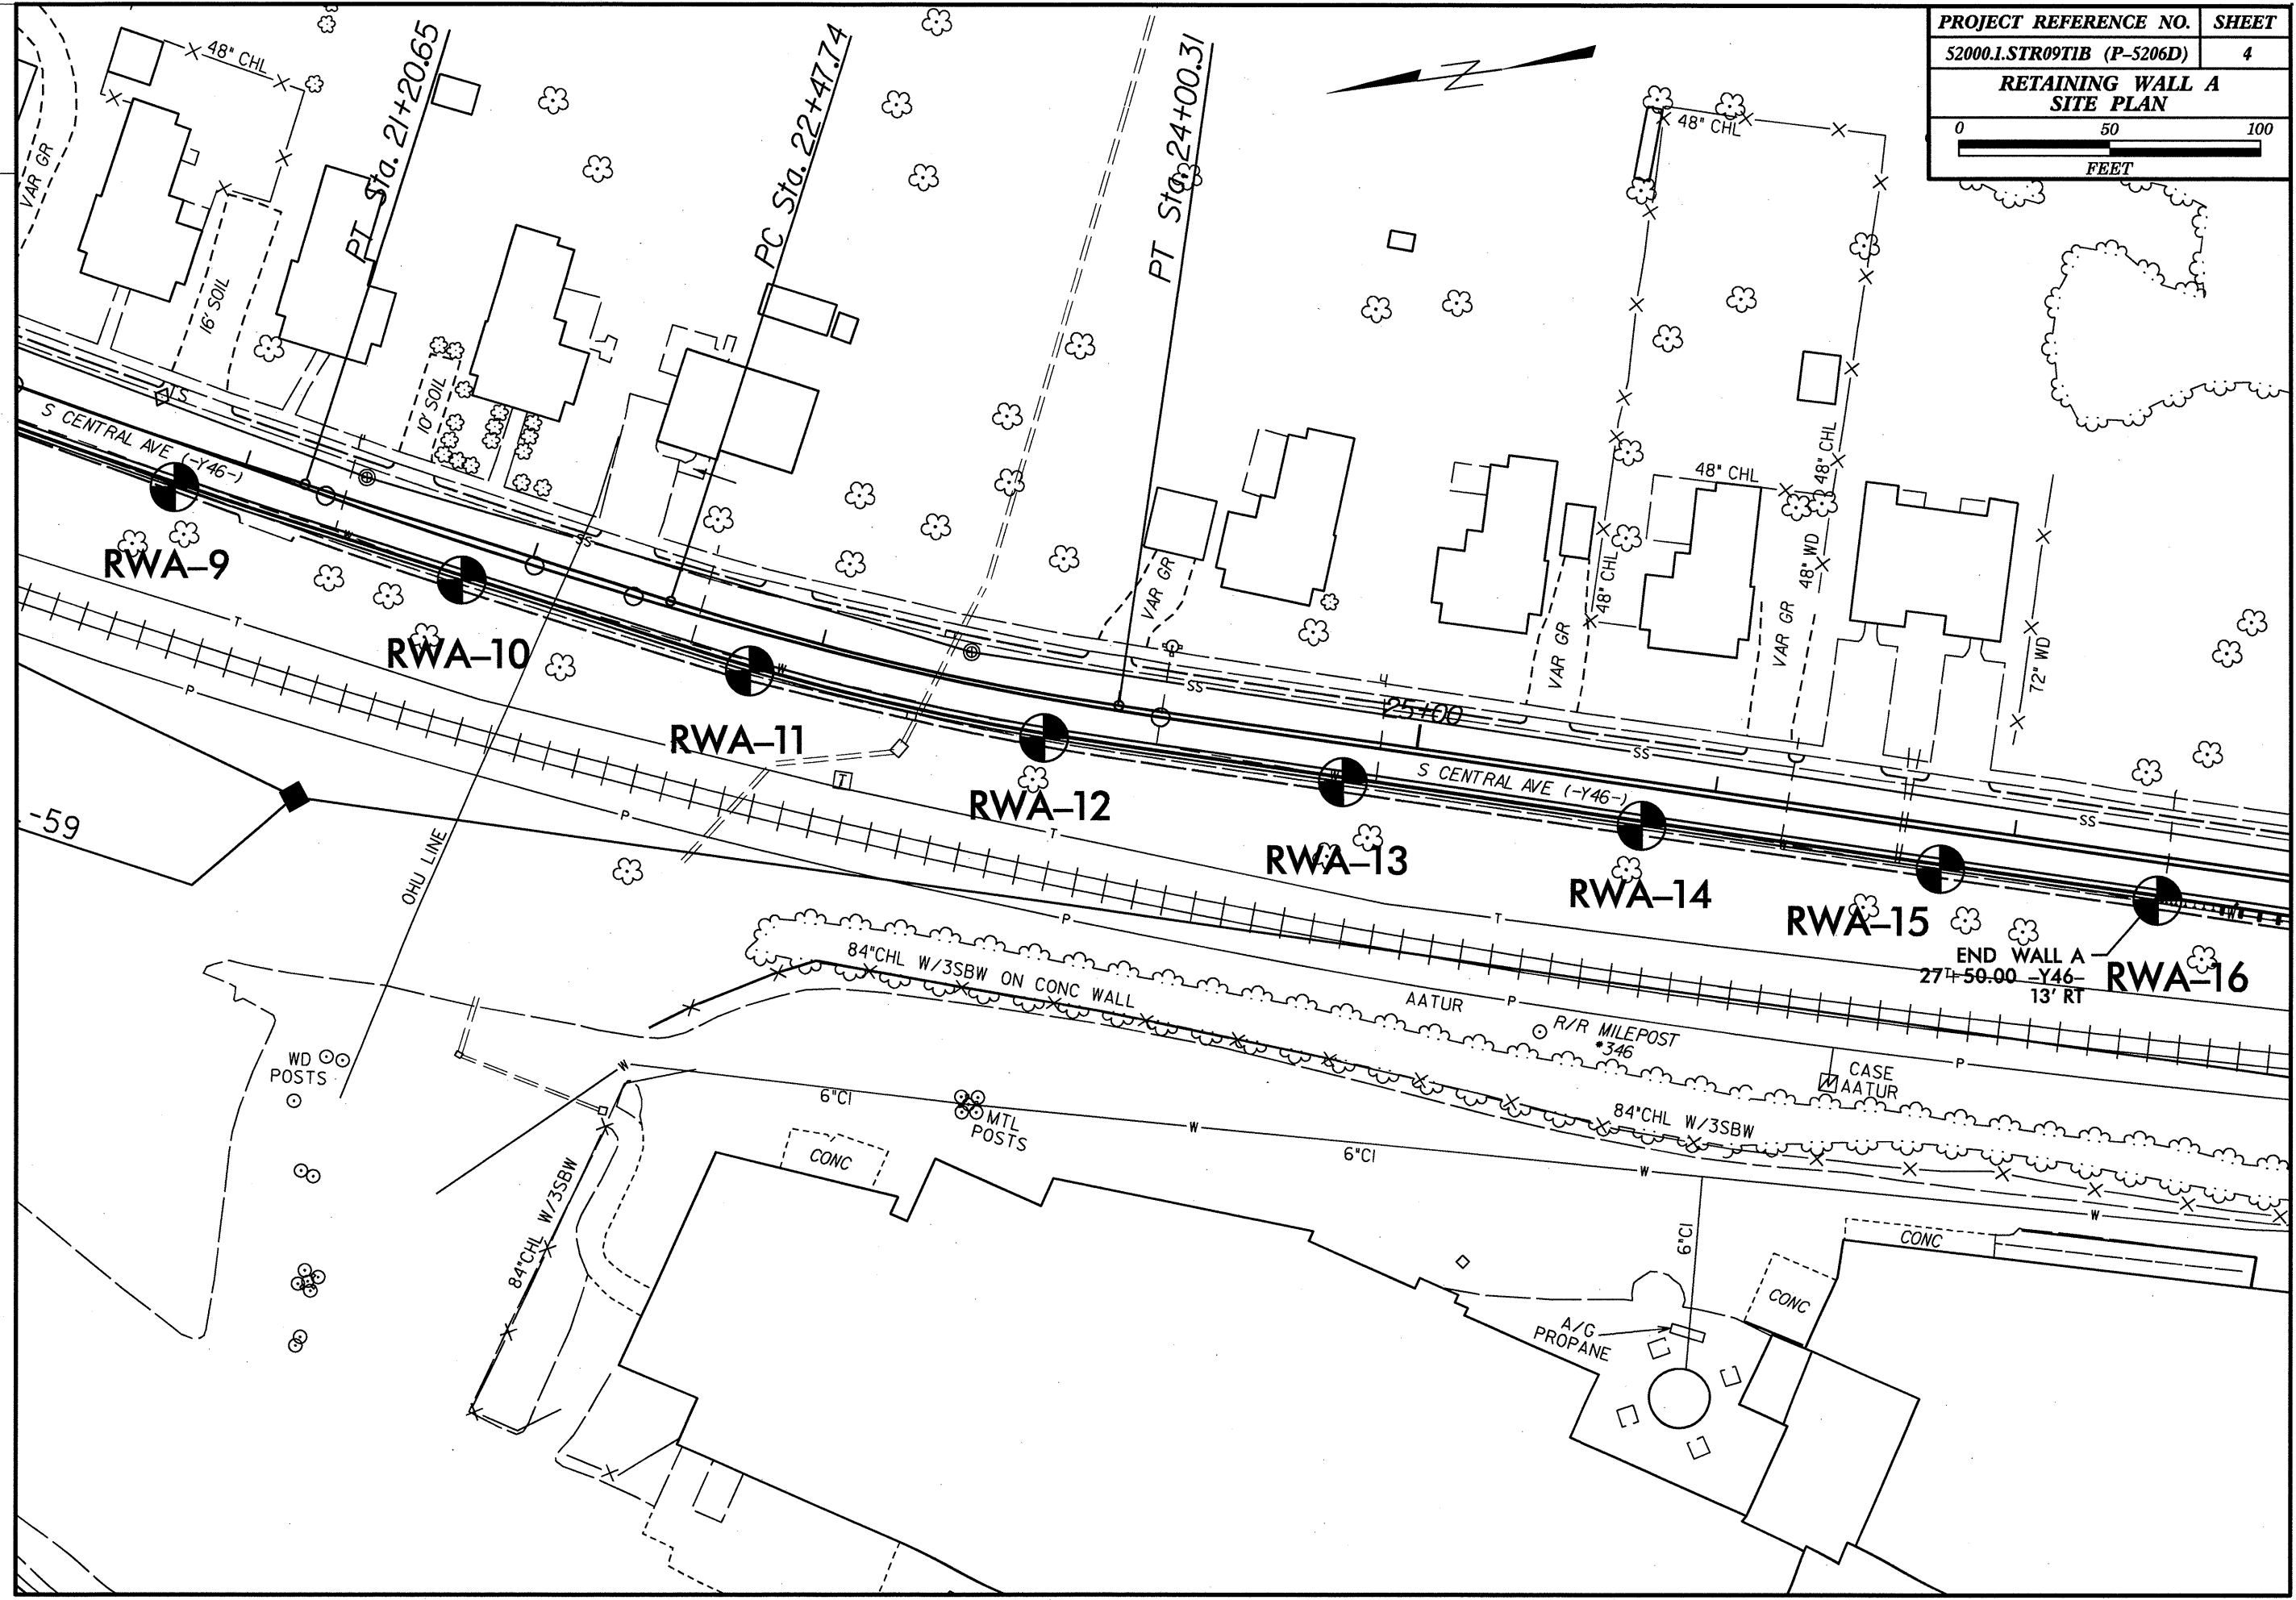 PROJECT REFERENCE NO. SHEET
52000.1.STR09T1B (P-5206D) 4
RETAINING WALL A
SITE PLAN
0 50 100
FEET
48" CHL
VAR GR
16' SOIL
PT Sta. 21+20.65
10' SOIL
PC Sta. 22+47.74
PT Sta. 24+00.31
N
48" CHL
48" CHL
48" CHL
48" CHL
48" WD
72" WD
VAR GR
VAR GR
VAR GR
S
S CENTRAL AVE (-Y46-)
W
SS
W
SS
25+00
SS
SS
W
S CENTRAL AVE (-Y46-)
W
W
RWA-9
RWA-10
RWA-11
RWA-12
RWA-13
RWA-14
RWA-15
RWA-16
END WALL A
27+50.00 -Y46-
13' RT
T
T
T
T
T
P
P
P
P
P
-59
OHU LINE
84"CHL W/3SBW ON CONC WALL
AATUR
R/R MILEPOST
#346
CASE
AATUR
84"CHL W/3SBW
WD
POSTS
W
6"CI
MTL
POSTS
W
6"CI
W
W
CONC
84"CHL W/3SBW
6"CI
CONC
CONC
A/G
PROPANE